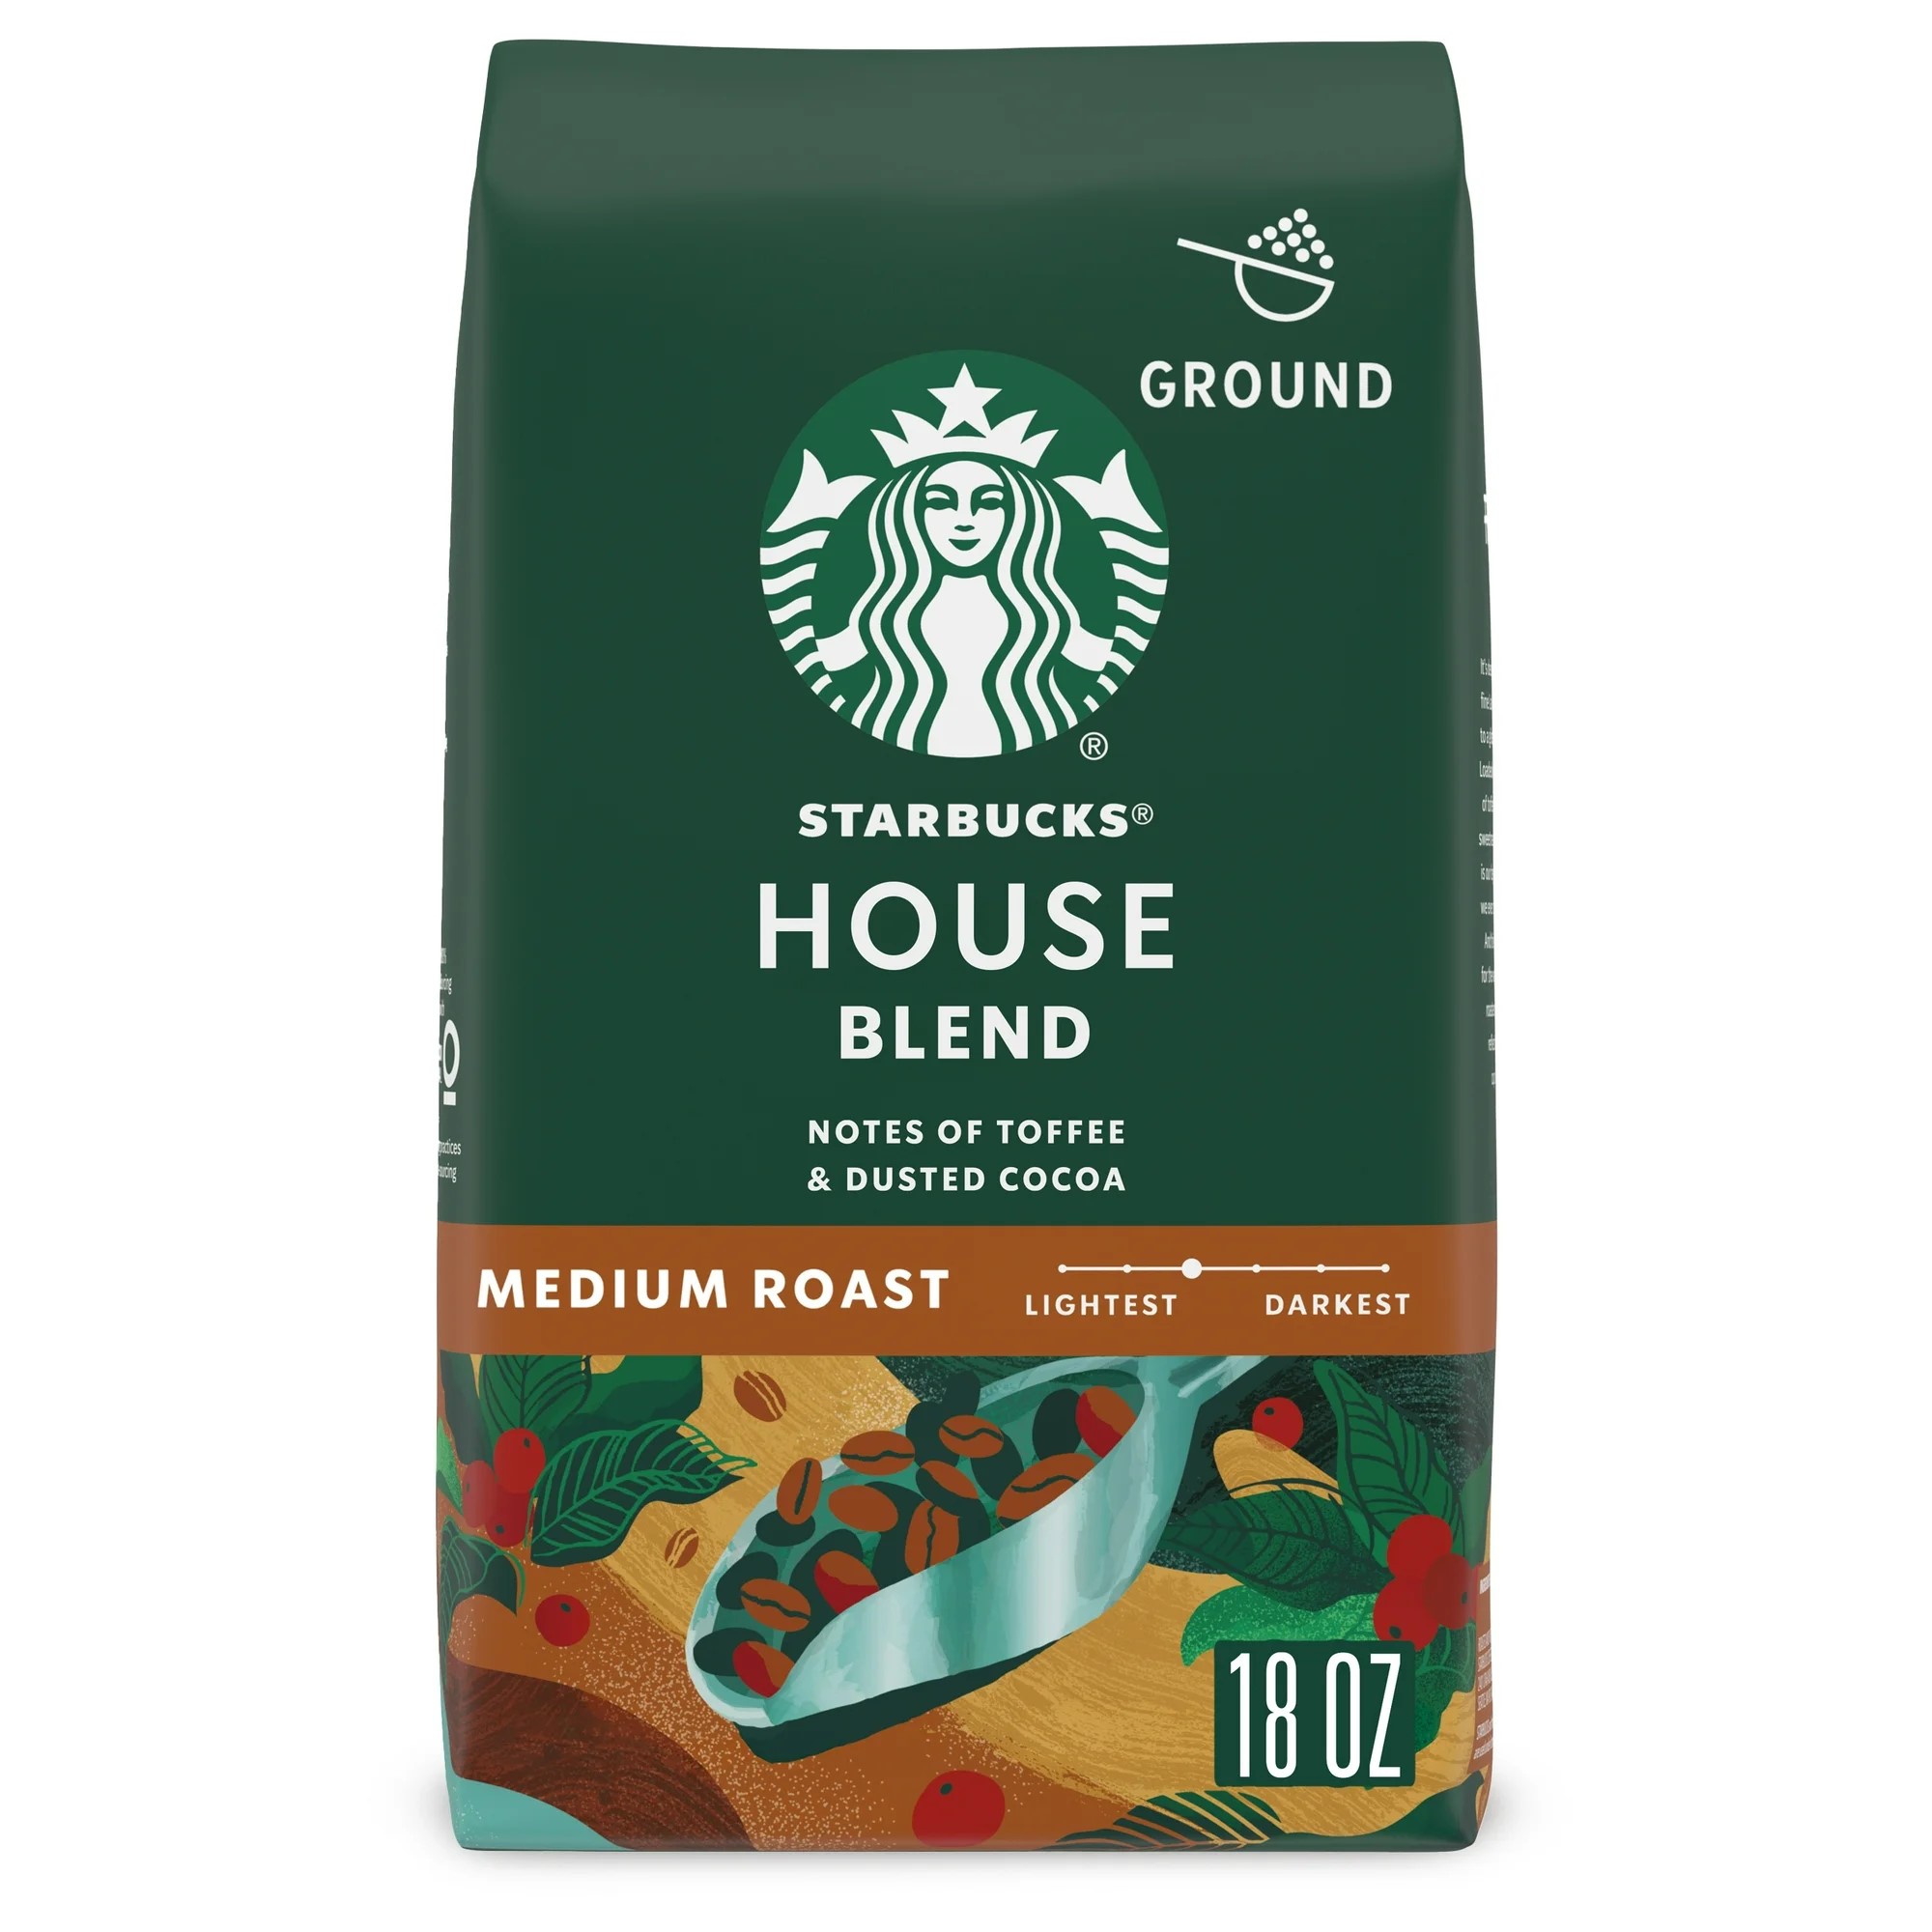 GROUND
®
STARBUCKS®
HOUSE
BLEND
NOTES OF TOFFEE
& DUSTED COCOA
MEDIUM ROAST
LIGHTEST DARKEST
18 OZ